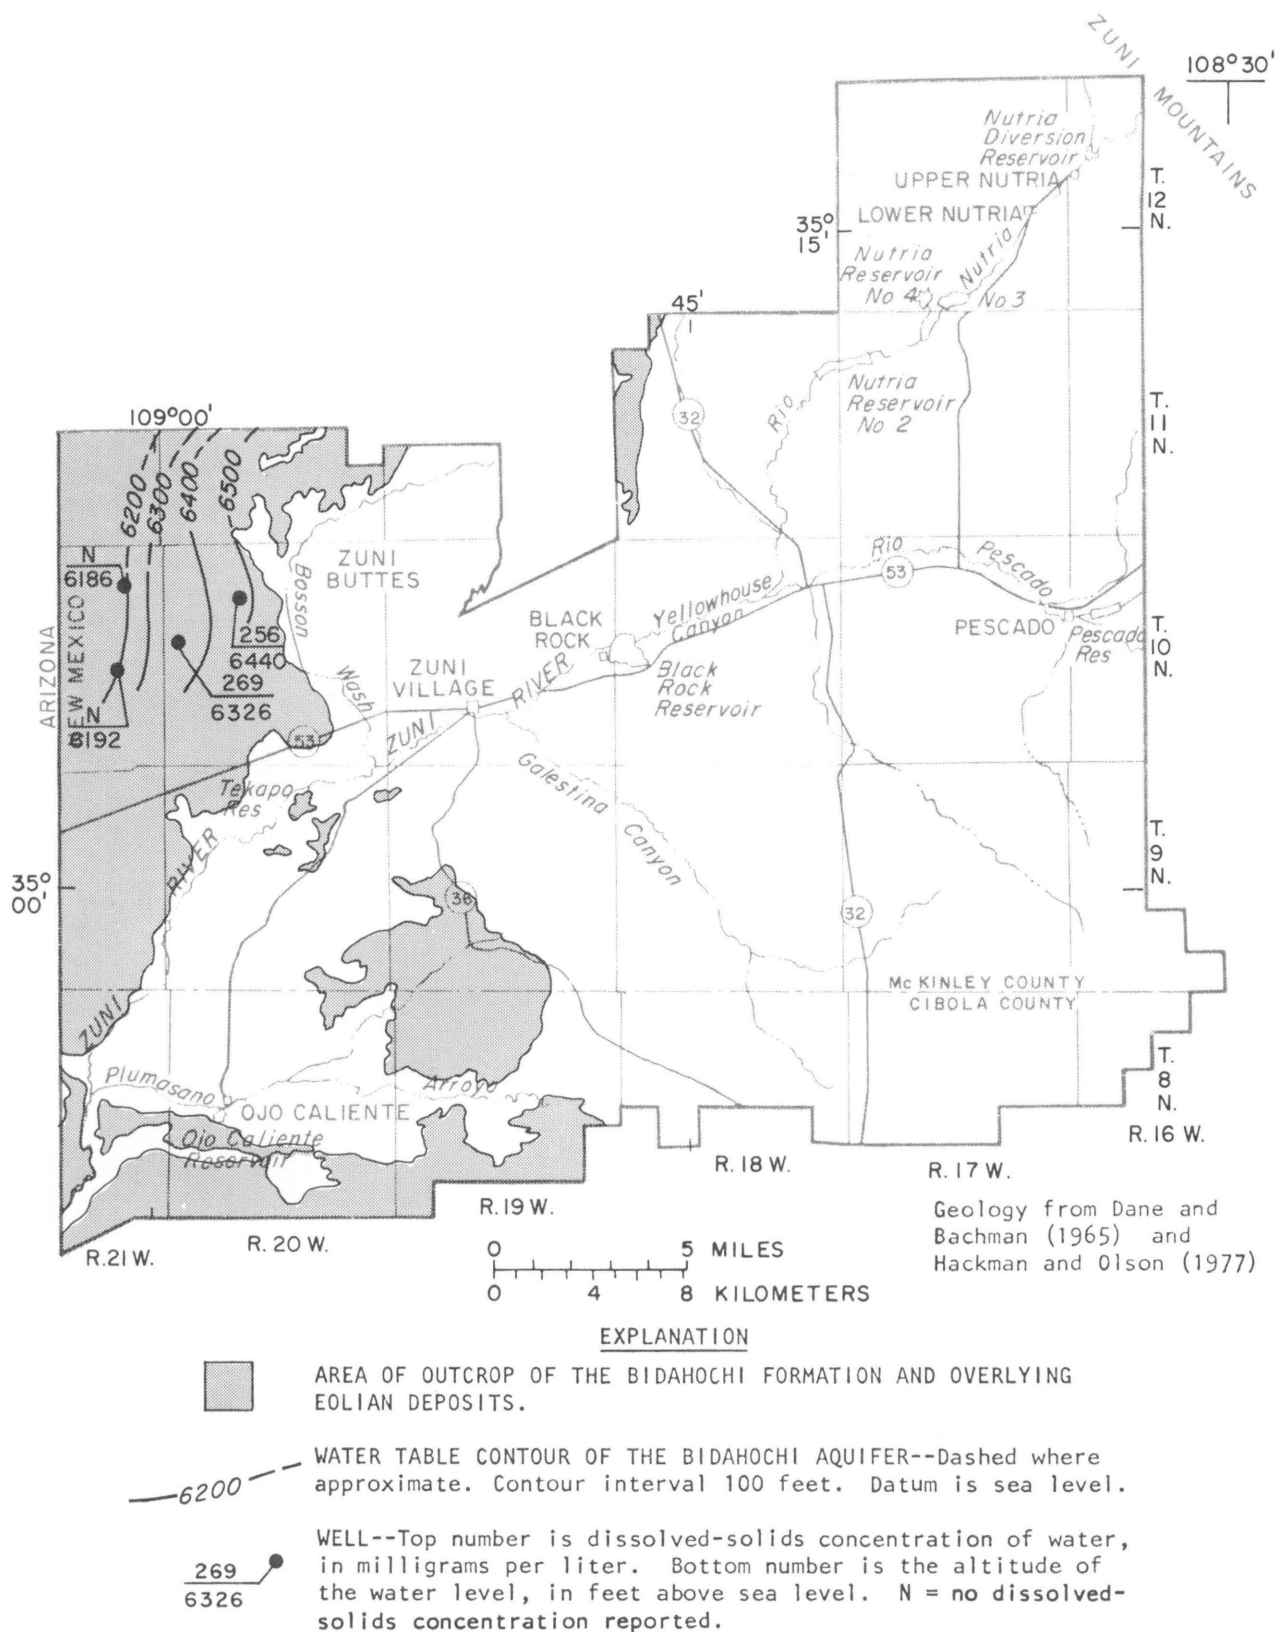 ZUNI
MOUNTAINS
108°30'
Nutria
Diversion
Reservoir
UPPER NUTRIA
LOWER NUTRIA
T.
12
N.
35°
15'
Nutria
Reservoir
No 4
Nutria
No 3
45'
Nutria
Reservoir
No 2
Rio
32
T.
11
N.
109°00'
6200
6300
6400
6500
N
6186
ZUNI
BUTTES
Bosson
Wash
Rio
Pescado
53
BLACK
ROCK
Yellowhouse
Canyon
PESCADO
Pescado
Res
T.
10
N.
256
6440
269
6326
N
6192
ARIZONA
NEW MEXICO
ZUNI
VILLAGE
ZUNI
RIVER
Black
Rock
Reservoir
53
Tekapo
Res
Galestina
Canyon
RIVER
T.
9
N.
35°
00'
36
32
McKINLEY COUNTY
CIBOLA COUNTY
ZUNI
Plumasano
Arroyo
OJO CALIENTE
Ojo Caliente
Reservoir
T.
8
N.
R.16 W.
R.18 W.
R.17 W.
R.19 W.
R.20 W.
R.21 W.
Geology from Dane and
Bachman (1965) and
Hackman and Olson (1977)
0 5 MILES
0 4 8 KILOMETERS
EXPLANATION
AREA OF OUTCROP OF THE BIDAHOCHI FORMATION AND OVERLYING
EOLIAN DEPOSITS.
6200
WATER TABLE CONTOUR OF THE BIDAHOCHI AQUIFER--Dashed where
approximate. Contour interval 100 feet. Datum is sea level.
269
6326
WELL--Top number is dissolved-solids concentration of water,
in milligrams per liter. Bottom number is the altitude of
the water level, in feet above sea level. N = no dissolved-
solids concentration reported.